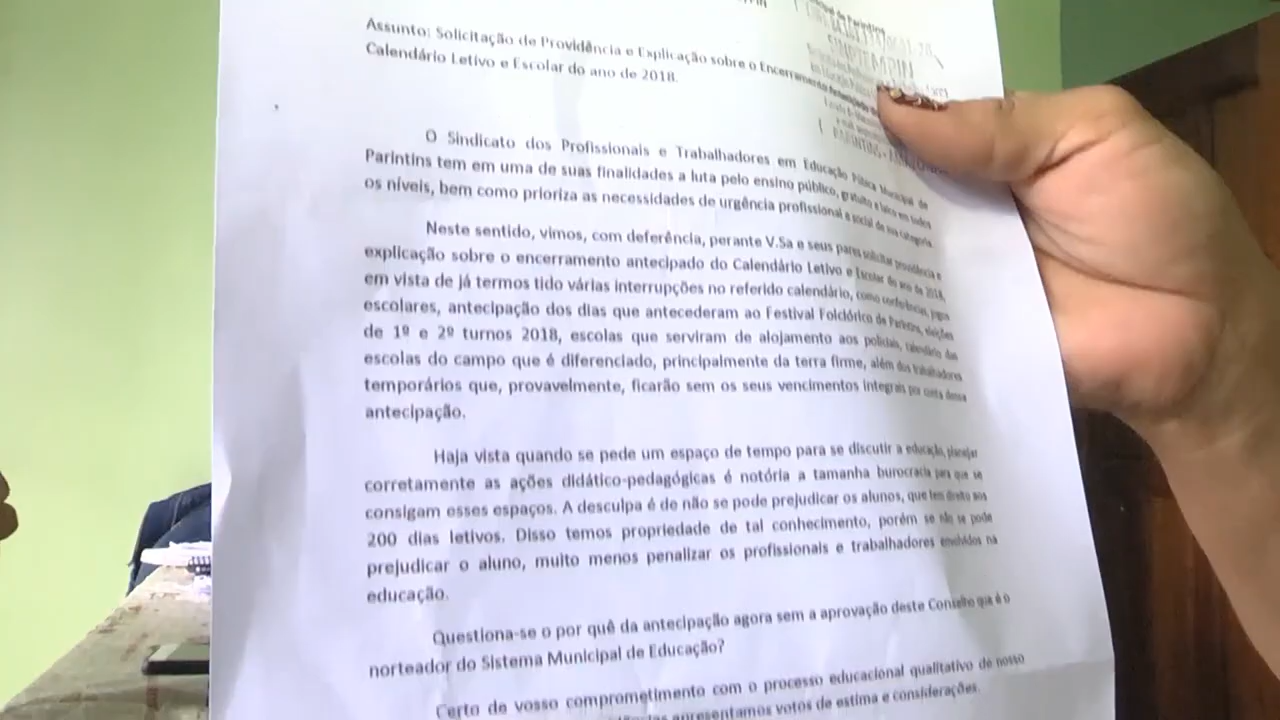 Assunto: Solicitação de Providência e Explicação sobre o Encerramento Antecipado do
Calendário Letivo e Escolar do ano de 2018.
SINPTEMPIN
O Sindicato dos Profissionais e Trabalhadores em Educação Pública Municipal de
Parintins tem em uma de suas finalidades a luta pelo ensino público, gratuito e laico em todos
os níveis, bem como prioriza as necessidades de urgência profissional e social de sua categoria.
Neste sentido, vimos, com deferência, perante V.Sa e seus pares solicitar providência e
explicação sobre o encerramento antecipado do Calendário Letivo e Escolar do ano de 2018,
em vista de já termos tido várias interrupções no referido calendário, como conferências, jogos
escolares, antecipação dos dias que antecederam ao Festival Folclórico de Parintins, eleições
de 1º e 2º turnos 2018, escolas que serviram de alojamento aos policiais, calendário das
escolas do campo que é diferenciado, principalmente da terra firme, além dos trabalhadores
temporários que, provavelmente, ficarão sem os seus vencimentos integrais por conta dessa
antecipação.
Haja vista quando se pede um espaço de tempo para se discutir a educação, planejar
corretamente as ações didático-pedagógicas é notória a tamanha burocracia para que se
consigam esses espaços. A desculpa é de não se pode prejudicar os alunos, que tem direito aos
200 dias letivos. Disso temos propriedade de tal conhecimento, porém se não se pode
prejudicar o aluno, muito menos penalizar os profissionais e trabalhadores envolvidos na
educação.
Questiona-se o por quê da antecipação agora sem a aprovação deste Conselho que é o
norteador do Sistema Municipal de Educação?
Certo de vosso comprometimento com o processo educacional qualitativo de nosso
apresentamos votos de estima e considerações.